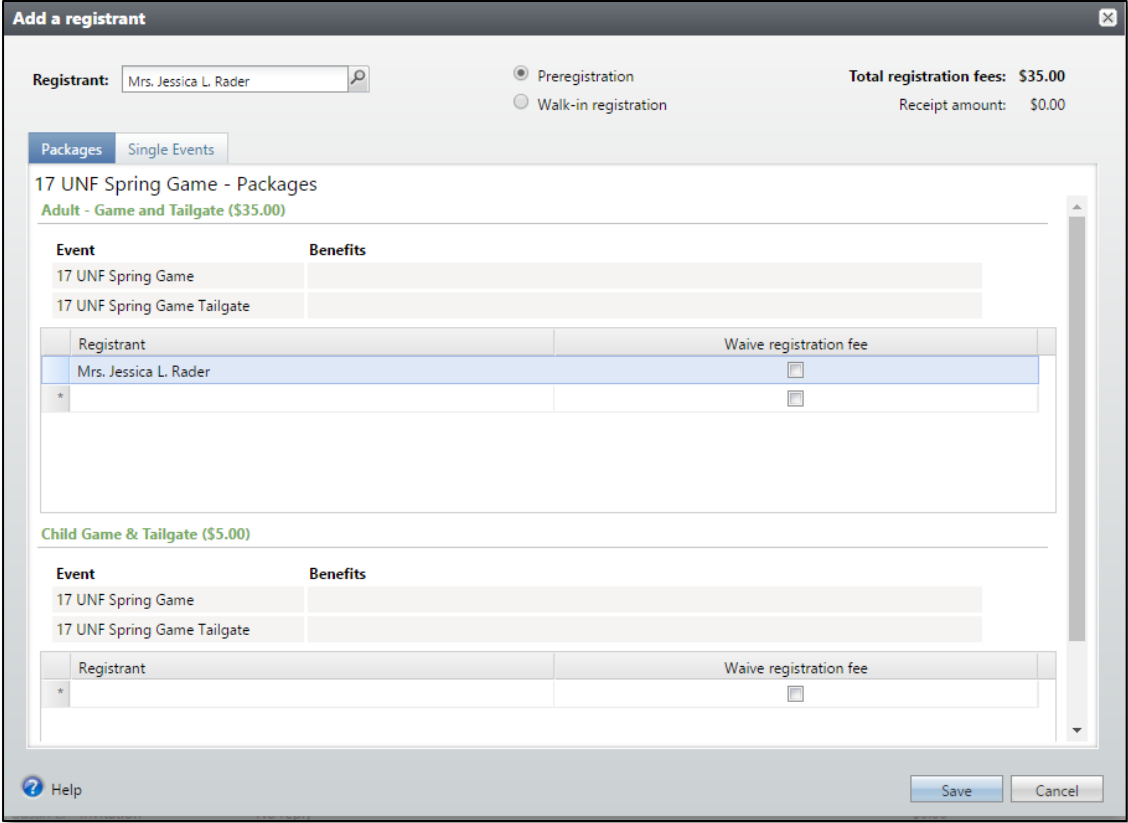 Add a registrant
Registrant: Mrs. Jessica L. Rader
Preregistration
Walk-in registration
Total registration fees: $35.00
Receipt amount: $0.00
Packages Single Events
17 UNF Spring Game - Packages
Adult - Game and Tailgate ($35.00)
Event Benefits
17 UNF Spring Game
17 UNF Spring Game Tailgate
Registrant Waive registration fee
Mrs. Jessica L. Rader
*
Child Game & Tailgate ($5.00)
Event Benefits
17 UNF Spring Game
17 UNF Spring Game Tailgate
Registrant Waive registration fee
*
? Help
Save Cancel